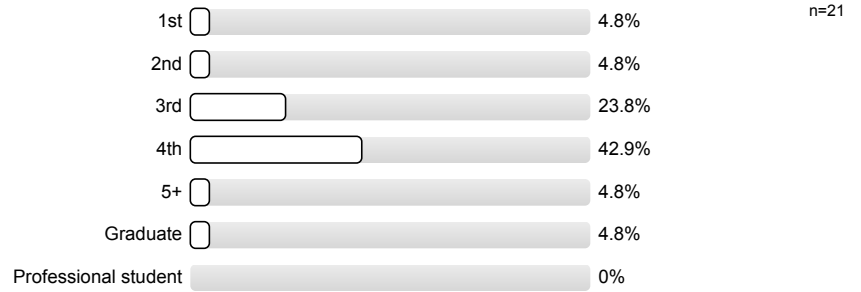 n=21
1st 4.8%
2nd 4.8%
3rd 23.8%
4th 42.9%
5+ 4.8%
Graduate 4.8%
Professional student 0%